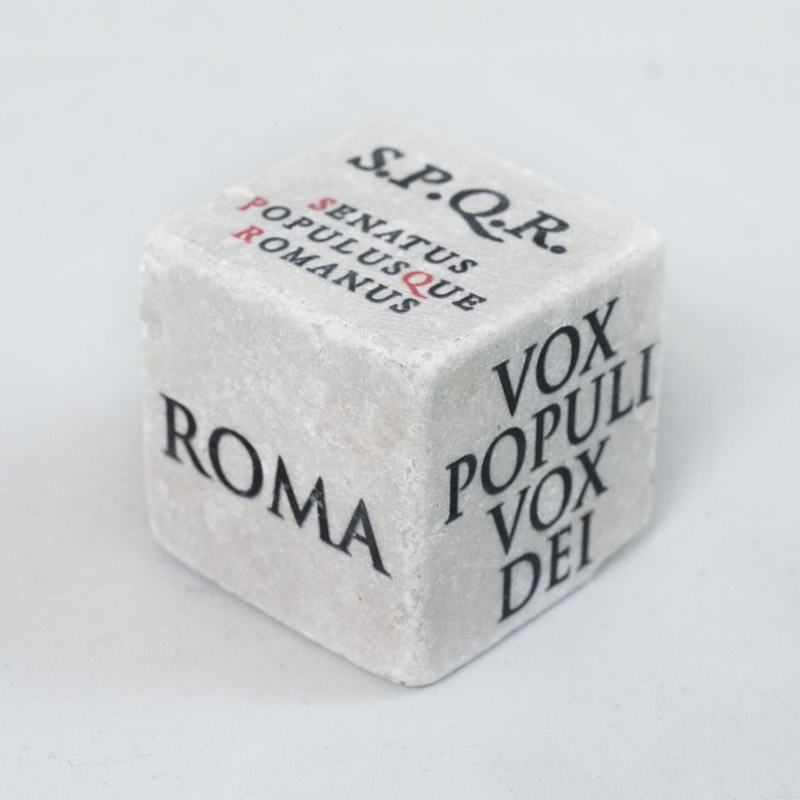 S.P.Q.R.
SENATUS
POPULUSQUE
ROMANUS
ROMA
VOX
POPULI
VOX
DEI